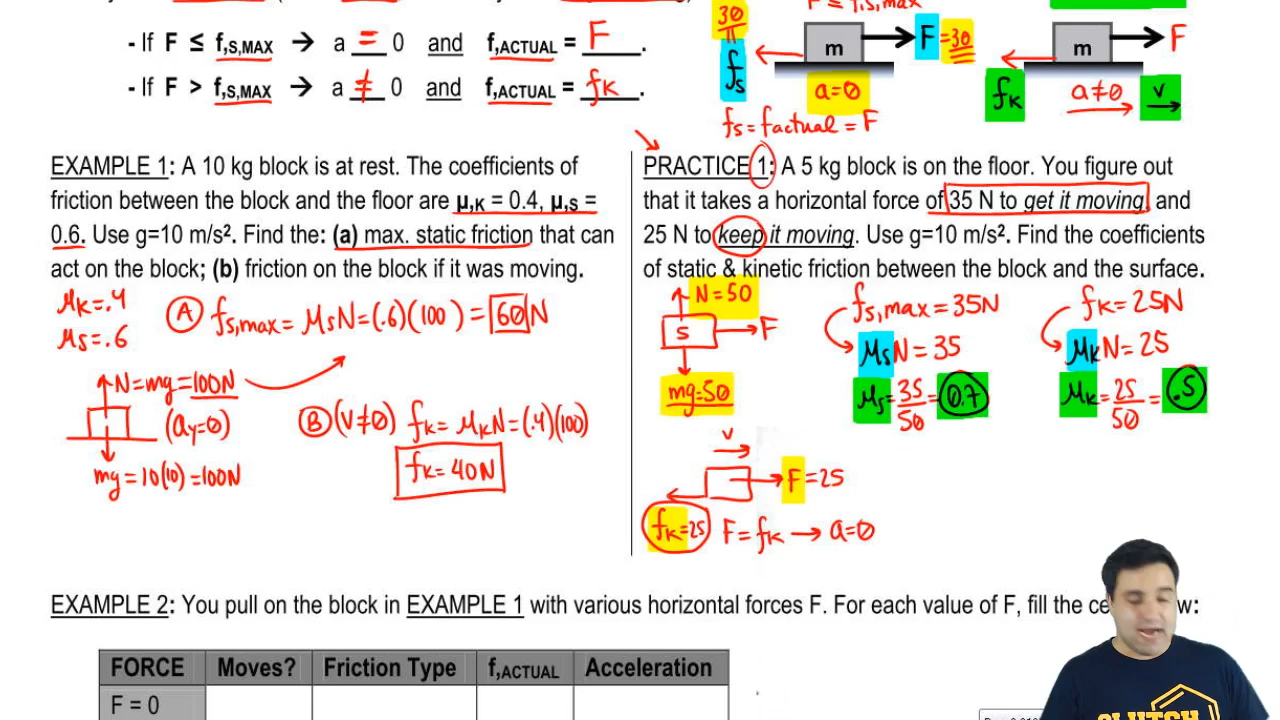 F ≤ f,s,max
- If F ≤ f,S,MAX → a = 0 and f,ACTUAL = F.
- If F > f,S,MAX → a ≠ 0 and f,ACTUAL = fK.
30
=
fs
m
F = 30
a=0
fs = factual = F
m
F
fK
a≠0
v
EXAMPLE 1: A 10 kg block is at rest. The coefficients of
friction between the block and the floor are μ,K = 0.4, μ,S =
0.6. Use g=10 m/s². Find the: (a) max. static friction that can
act on the block; (b) friction on the block if it was moving.
μK=.4
μS=.6
A fs,max = μsN=(.6)(100) = 60 N
N=mg=100N
(ay=0)
mg=10(10)=100N
B (v≠0) fK= μKN=(.4)(100)
fK=40N
PRACTICE 1: A 5 kg block is on the floor. You figure out
that it takes a horizontal force of 35 N to get it moving, and
25 N to keep it moving. Use g=10 m/s². Find the coefficients
of static & kinetic friction between the block and the surface.
N=50
5
F
mg=50
fs,max=35N
μsN=35
μs=35/50=0.7
fK=25N
μKN=25
μK=25/50=.5
v
F=25
fK=25
F=fK → a=0
EXAMPLE 2: You pull on the block in EXAMPLE 1 with various horizontal forces F. For each value of F, fill the
FORCE Moves? Friction Type f,ACTUAL Acceleration
F = 0
CLUTCH